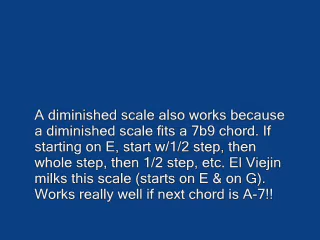 A diminished scale also works because
a diminished scale fits a 7b9 chord. If
starting on E, start w/1/2 step, then
whole step, then 1/2 step, etc. El Viejin
milks this scale (starts on E & on G).
Works really well if next chord is A-7!!